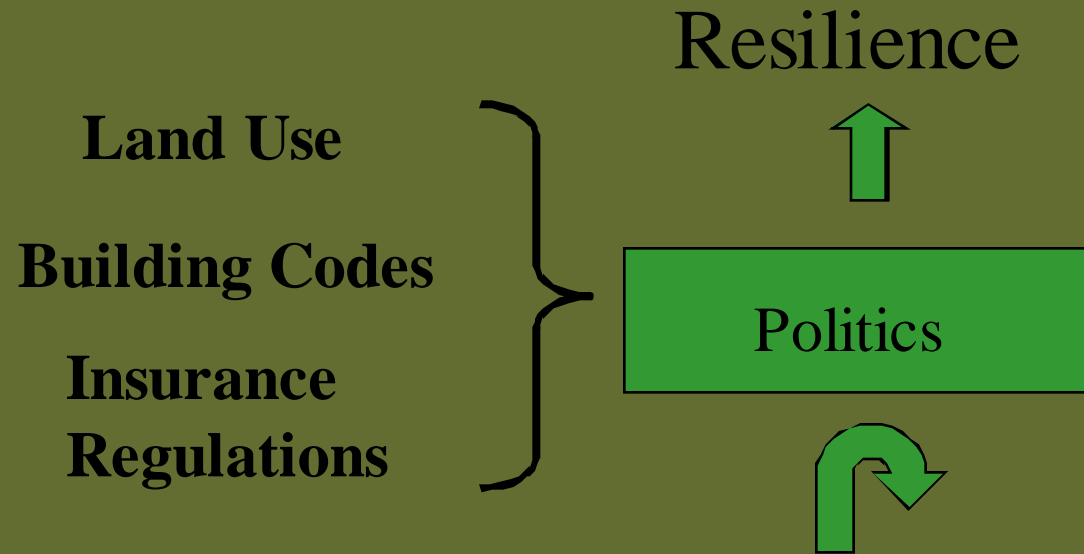 Resilience
Land Use
Building Codes
Insurance
Regulations
Politics